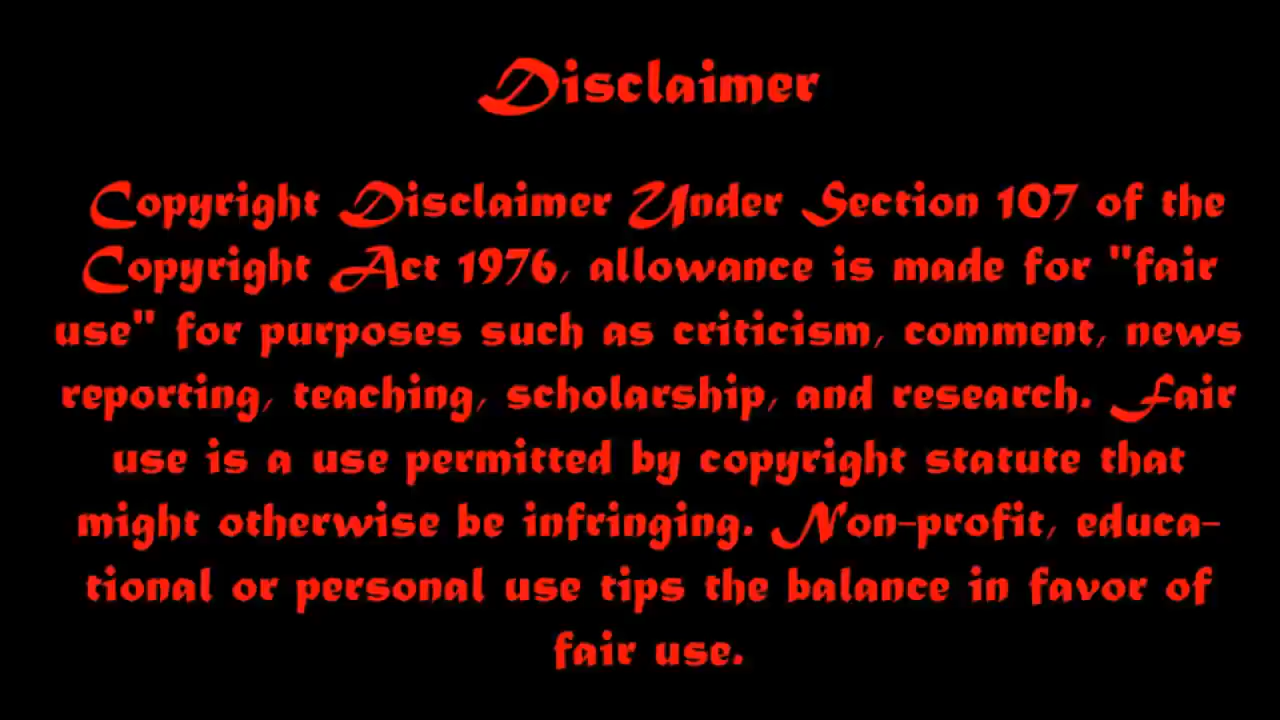 Disclaimer
Copyright Disclaimer Under Section 107 of the
Copyright Act 1976, allowance is made for "fair
use" for purposes such as criticism, comment, news
reporting, teaching, scholarship, and research. Fair
use is a use permitted by copyright statute that
might otherwise be infringing. Non-profit, educa-
tional or personal use tips the balance in favor of
fair use.